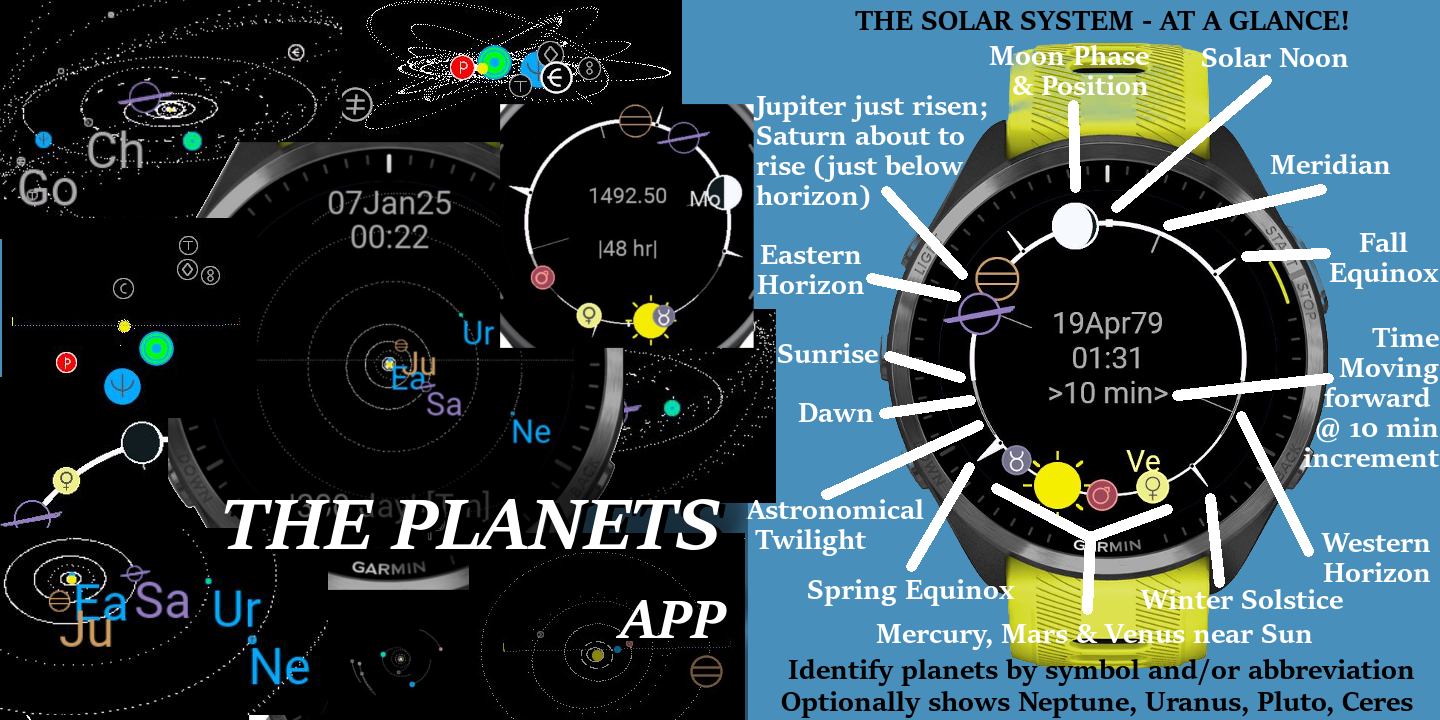 THE SOLAR SYSTEM - AT A GLANCE!
Moon Phase
& Position
Solar Noon
Jupiter just risen;
Saturn about to
rise (just below
horizon)
Meridian
Eastern
Horizon
Fall
Equinox
Sunrise
Dawn
Time
Moving
forward
@ 10 min
increment
Astronomical
Twilight
Spring Equinox
Western
Horizon
Winter Solstice
Mercury, Mars & Venus near Sun
Identify planets by symbol and/or abbreviation
Optionally shows Neptune, Uranus, Pluto, Ceres
19Apr79
01:31
>10 min>
Ve
GARMIN
START
STOP
Ch
Go
07Jan25
00:22
Ur
Ju
Ea
Sa
Ne
1492.50
Mo
|48 hr|
DOWN
THE PLANETS
GARMIN
APP
Ea
Sa
Ur
Ju
Ne